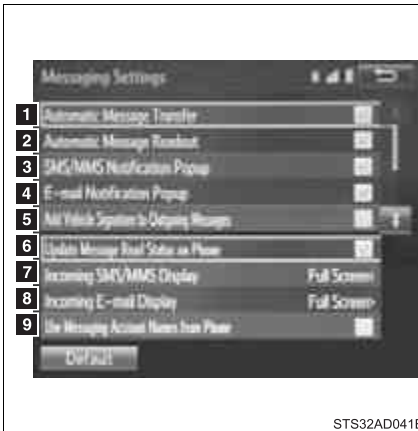 Messaging Settings
1 Automatic Message Transfer
2 Automatic Message Readout
3 SMS/MMS Notification Popup
4 E-mail Notification Popup
5 Add Vehicle Signature to Outgoing Messages
6 Update Message Read Status on Phone
7 Incoming SMS/MMS Display Full Screen
8 Incoming E-mail Display Full Screen
9 Use Messaging Account Names from Phone
Default
STS32AD041